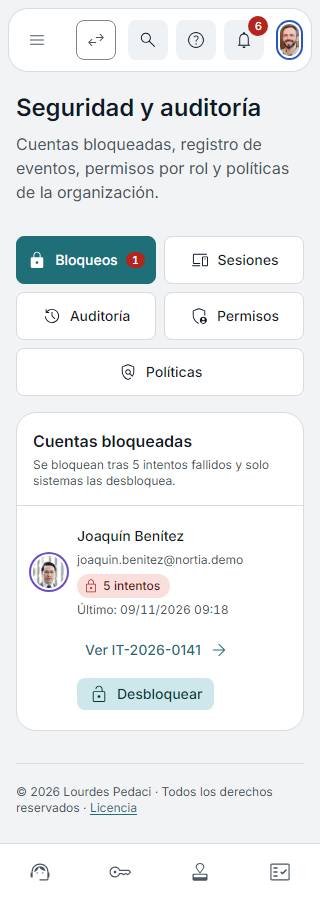 6
Seguridad y auditoría
Cuentas bloqueadas, registro de
eventos, permisos por rol y políticas
de la organización.
Bloqueos 1
Sesiones
Auditoría
Permisos
Políticas
Cuentas bloqueadas
Se bloquean tras 5 intentos fallidos y solo
sistemas las desbloquea.
Joaquín Benítez
joaquin.benitez@nortia.demo
5 intentos
Último: 09/11/2026 09:18
Ver IT-2026-0141
Desbloquear
© 2026 Lourdes Pedaci · Todos los derechos
reservados · Licencia